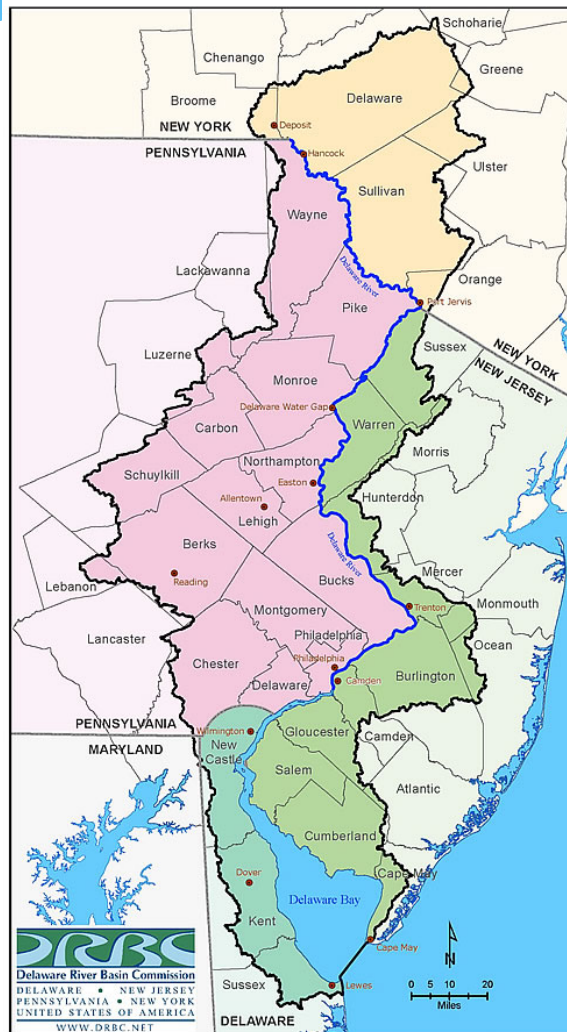 Schoharie
Chenango
Greene
Delaware
Broome
Deposit
NEW YORK
PENNSYLVANIA
Hancock
Ulster
Sullivan
Wayne
Delaware River
Lackawanna
Orange
Port Jervis
Pike
Sussex
NEW YORK
NEW JERSEY
Luzerne
Monroe
Delaware Water Gap
Warren
Carbon
Morris
Northampton
Schuylkill
Easton
Hunterdon
Allentown
Lehigh
Delaware River
Berks
Bucks
Reading
Mercer
Lebanon
Trenton
Monmouth
Montgomery
Lancaster
Philadelphia
Ocean
Chester
Philadelphia
Burlington
Delaware
Camden
PENNSYLVANIA
MARYLAND
Wilmington
New
Castle
Gloucester
Camden
Salem
Atlantic
Cumberland
Cape May
Dover
Delaware Bay
Kent
Cape May
DRBC
Delaware River Basin Commission
DELAWARE • NEW JERSEY
PENNSYLVANIA • NEW YORK
UNITED STATES OF AMERICA
WWW.DRBC.NET
Sussex
DELAWARE
Lewes
N
0 5 10 20
Miles